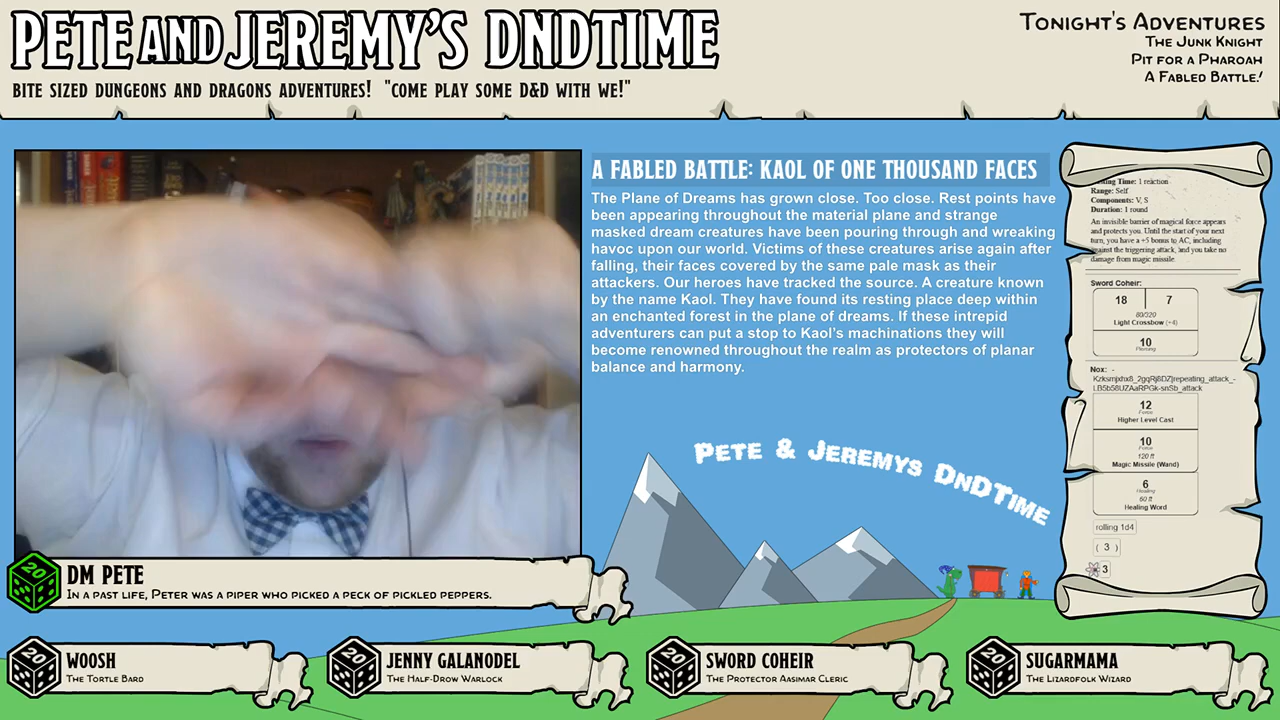 PETE AND JEREMY'S DNDTIME
BITE SIZED DUNGEONS AND DRAGONS ADVENTURES! "COME PLAY SOME D&D WITH WE!"
TONIGHT'S ADVENTURES
THE JUNK KNIGHT
PIT FOR A PHAROAH
A FABLED BATTLE!
A FABLED BATTLE: KAOL OF ONE THOUSAND FACES
The Plane of Dreams has grown close. Too close. Rest points have
been appearing throughout the material plane and strange
masked dream creatures have been pouring through and wreaking
havoc upon our world. Victims of these creatures arise again after
falling, their faces covered by the same pale mask as their
attackers. Our heroes have tracked the source. A creature known
by the name Kaol. They have found its resting place deep within
an enchanted forest in the plane of dreams. If these intrepid
adventurers can put a stop to Kaol's machinations they will
become renowned throughout the realm as protectors of planar
balance and harmony.
PETE & JEREMYS DNDTIME
Time: 1 reaction
Range: Self
Components: V, S
Duration: 1 round
An invisible barrier of magical force appears
and protects you. Until the start of your next
turn, you have a +5 bonus to AC, including
against the triggering attack, and you take no
damage from magic missile.
Sword Coheir:
18 7
80/320
Light Crossbow (+4)
10
Piercing
Nox: -
12
Force
Higher Level Cast
10
Force
120 ft
Magic Missile (Wand)
6
Healing
60 ft
Healing Word
rolling 1d4
( 3 )
3
20
DM PETE
IN A PAST LIFE, PETER WAS A PIPER WHO PICKED A PECK OF PICKLED PEPPERS.
20
WOOSH
THE TORTLE BARD
20
JENNY GALANODEL
THE HALF-DROW WARLOCK
20
SWORD COHEIR
THE PROTECTOR AASIMAR CLERIC
20
SUGARMAMA
THE LIZARDFOLK WIZARD